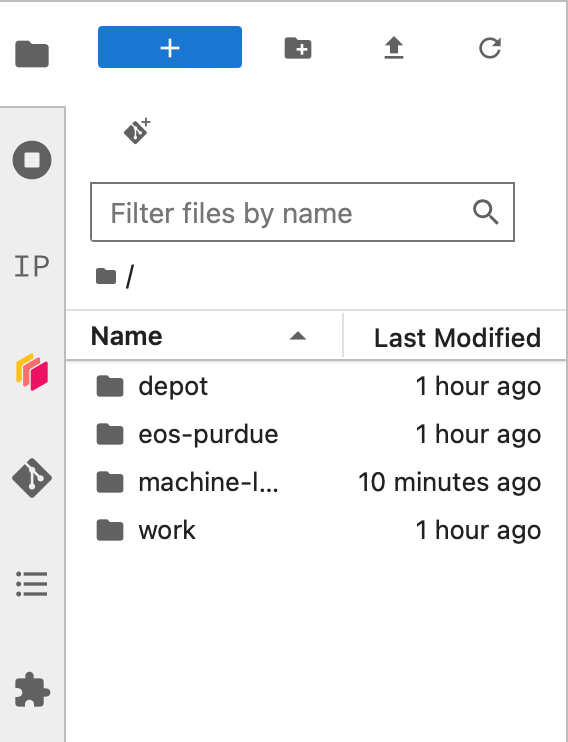 Filter files by name
IP
/
Name Last Modified
depot 1 hour ago
eos-purdue 1 hour ago
machine-l... 10 minutes ago
work 1 hour ago